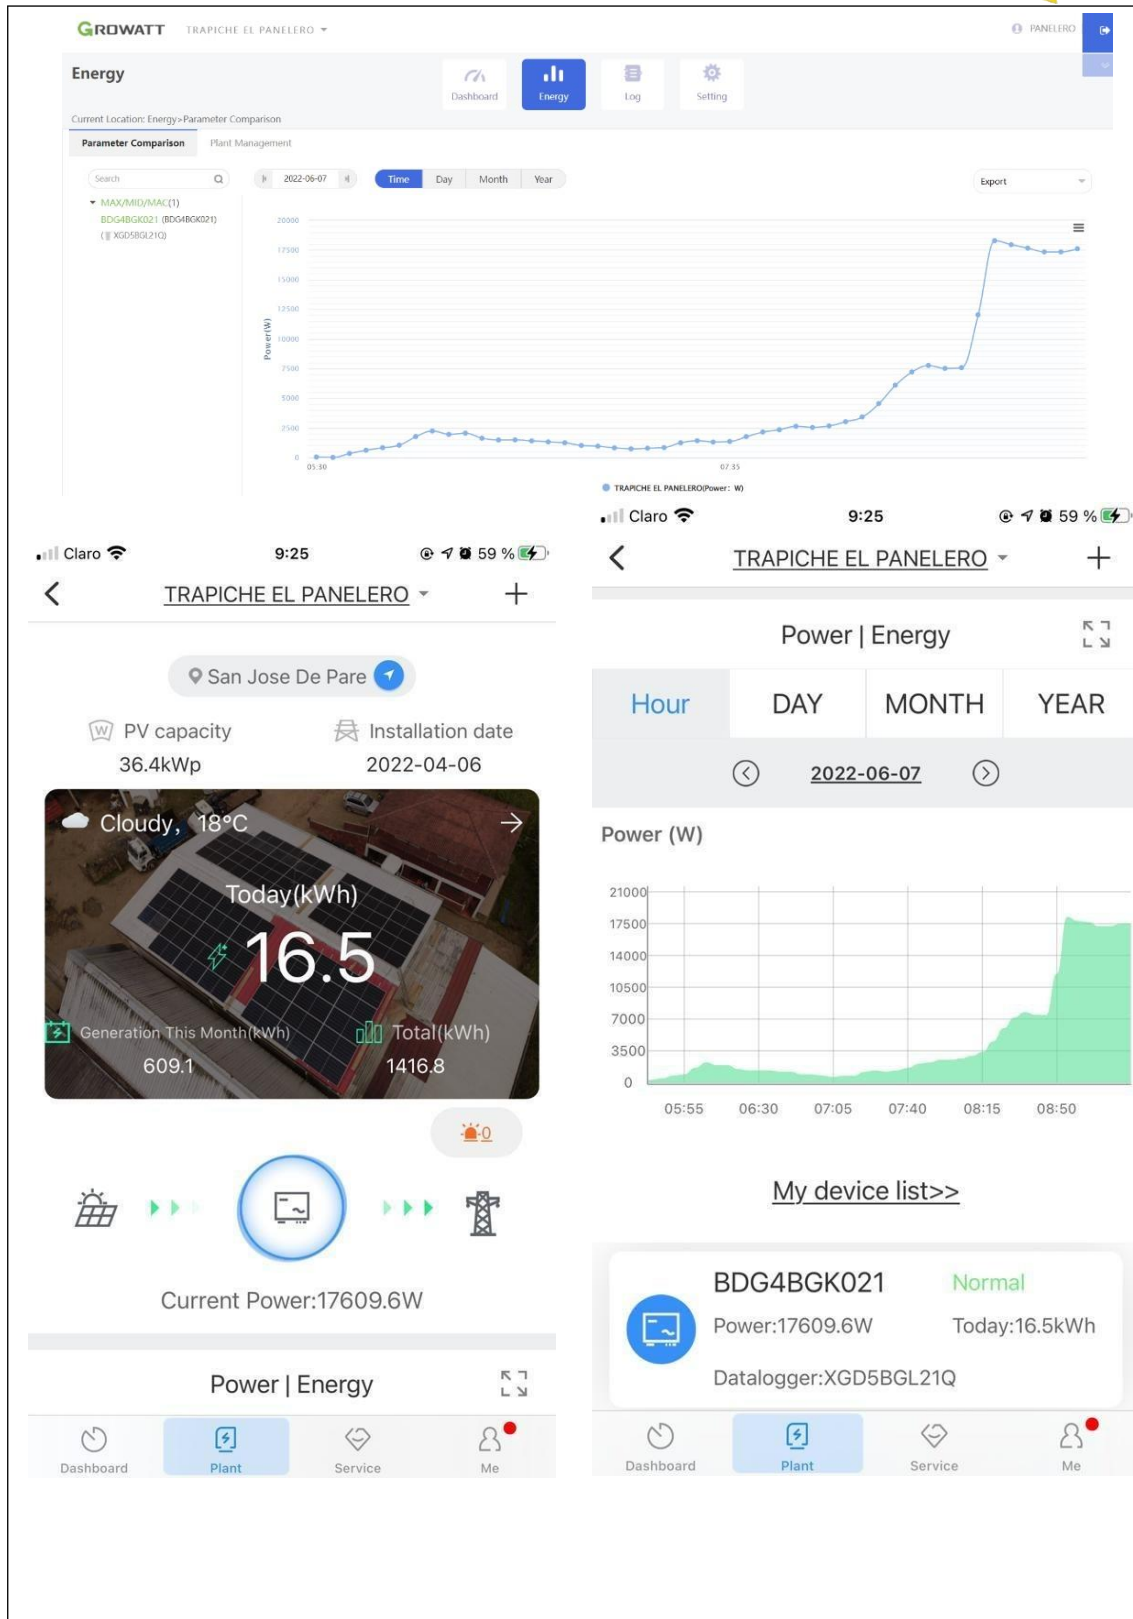 GROWATT TRAPICHE EL PANELERO PANELERO
Energy
Dashboard Energy Log Setting
Current Location: Energy>Parameter Comparison
Parameter Comparison Plant Management
Search 2022-06-07 Time Day Month Year Export
MAX/MID/MAC(1)
BDG4BGK021 (BDG4BGK021)
(XGD5BGL21Q)
20000
17500
15000
12500
10000
7500
5000
2500
0
Power(W)
05:30 07:35
TRAPICHE EL PANELERO(Power: W)
Claro 9:25 59 %
TRAPICHE EL PANELERO
San Jose De Pare
PV capacity Installation date
36.4kWp 2022-04-06
Cloudy, 18°C
Today(kWh)
16.5
Generation This Month(kWh) Total(kWh)
609.1 1416.8
0
Current Power:17609.6W
Power | Energy
Dashboard Plant Service Me
Claro 9:25 59 %
TRAPICHE EL PANELERO
Power | Energy
Hour DAY MONTH YEAR
2022-06-07
Power (W)
21000
17500
14000
10500
7000
3500
0
05:55 06:30 07:05 07:40 08:15 08:50
My device list>>
BDG4BGK021 Normal
Power:17609.6W Today:16.5kWh
Datalogger:XGD5BGL21Q
Dashboard Plant Service Me